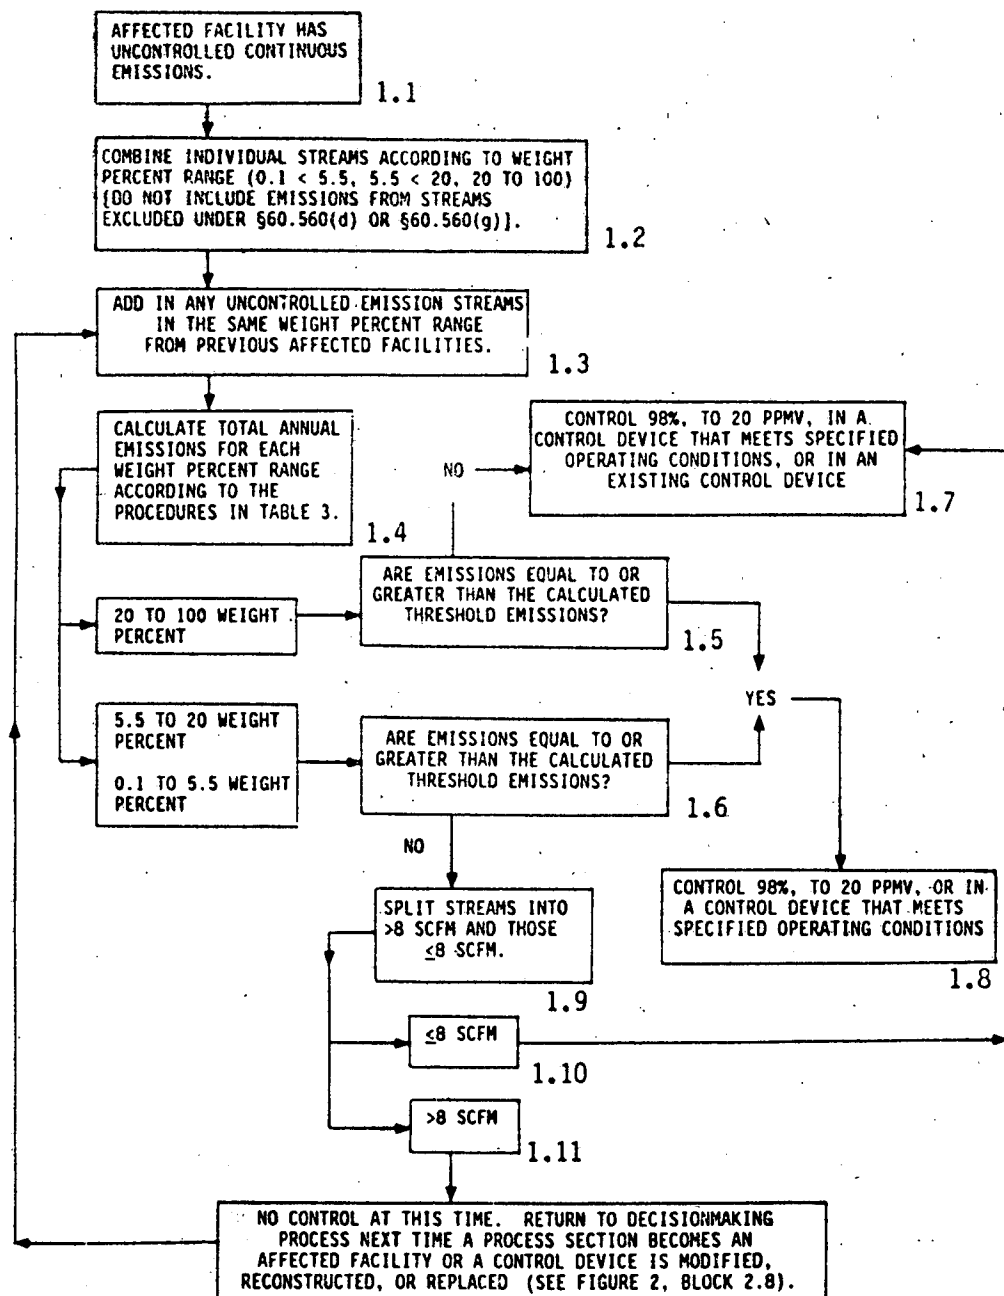 AFFECTED FACILITY HAS
UNCONTROLLED CONTINUOUS
EMISSIONS.
1.1
COMBINE INDIVIDUAL STREAMS ACCORDING TO WEIGHT
PERCENT RANGE (0.1 < 5.5, 5.5 < 20, 20 TO 100)
[DO NOT INCLUDE EMISSIONS FROM STREAMS
EXCLUDED UNDER §60.560(d) OR §60.560(g)].
1.2
ADD IN ANY UNCONTROLLED EMISSION STREAMS
IN THE SAME WEIGHT PERCENT RANGE
FROM PREVIOUS AFFECTED FACILITIES.
1.3
CALCULATE TOTAL ANNUAL
EMISSIONS FOR EACH
WEIGHT PERCENT RANGE
ACCORDING TO THE
PROCEDURES IN TABLE 3.
1.4
NO
CONTROL 98%, TO 20 PPMV, IN A
CONTROL DEVICE THAT MEETS SPECIFIED
OPERATING CONDITIONS, OR IN AN
EXISTING CONTROL DEVICE
1.7
20 TO 100 WEIGHT
PERCENT
ARE EMISSIONS EQUAL TO OR
GREATER THAN THE CALCULATED
THRESHOLD EMISSIONS?
1.5
YES
5.5 TO 20 WEIGHT
PERCENT
0.1 TO 5.5 WEIGHT
PERCENT
ARE EMISSIONS EQUAL TO OR
GREATER THAN THE CALCULATED
THRESHOLD EMISSIONS?
1.6
NO
CONTROL 98%, TO 20 PPMV, OR IN
A CONTROL DEVICE THAT MEETS
SPECIFIED OPERATING CONDITIONS
1.8
SPLIT STREAMS INTO
>8 SCFM AND THOSE
≤8 SCFM.
1.9
≤8 SCFM
1.10
>8 SCFM
1.11
NO CONTROL AT THIS TIME. RETURN TO DECISIONMAKING
PROCESS NEXT TIME A PROCESS SECTION BECOMES AN
AFFECTED FACILITY OR A CONTROL DEVICE IS MODIFIED,
RECONSTRUCTED, OR REPLACED (SEE FIGURE 2, BLOCK 2.8).